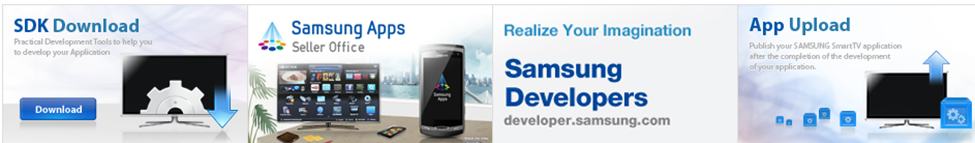 SDK Download
Practical Development Tools to help you
to develop your Application
Download
Samsung Apps
Seller Office
Samsung
Apps
Realize Your Imagination
Samsung
Developers
developer.samsung.com
App Upload
Publish your SAMSUNG SmartTV application
after the completion of the development
of your application.